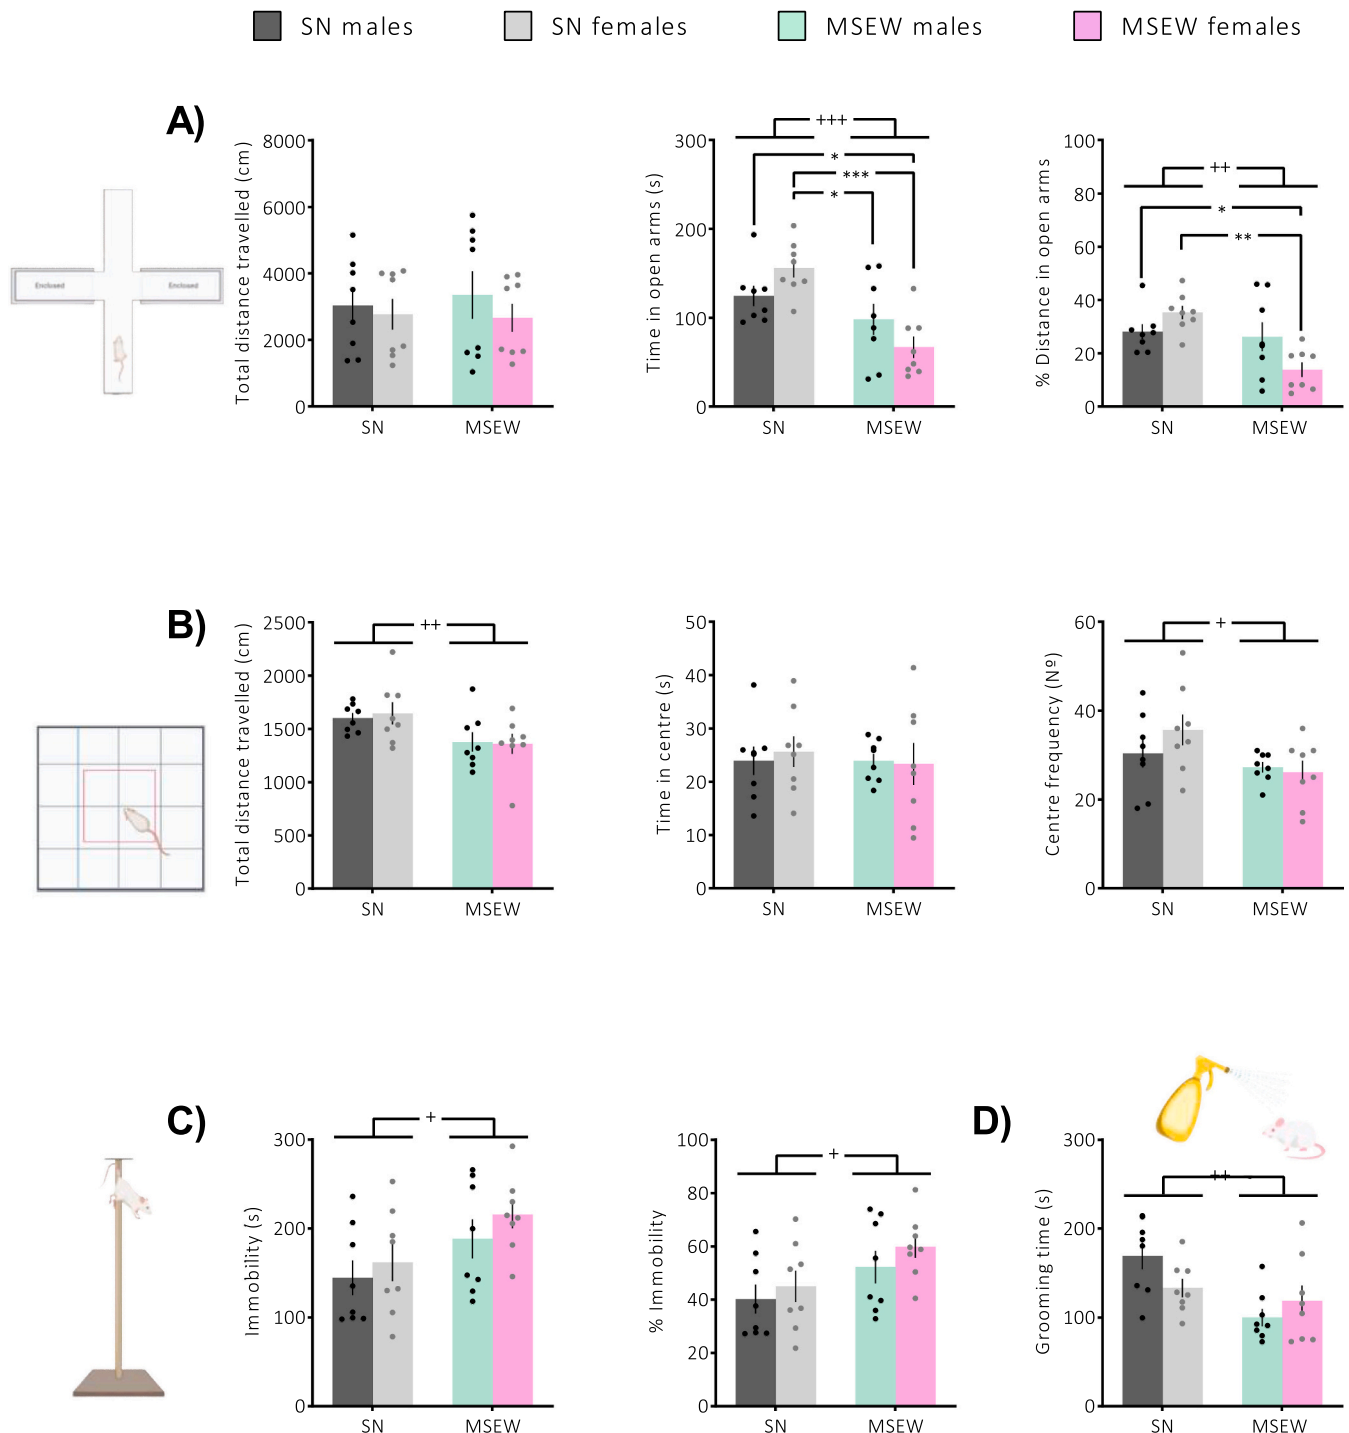 SN males SN females MSEW males MSEW females
A)
Enclosed Enclosed
Total distance travelled (cm)
8000
6000
4000
2000
0
SN MSEW
Time in open arms (s)
300
200
100
0
+++
*
***
*
SN MSEW
% Distance in open arms
100
80
60
40
20
0
++
*
**
SN MSEW
B)
Total distance travelled (cm)
2500
2000
1500
1000
500
0
++
SN MSEW
Time in centre (s)
50
40
30
20
10
0
SN MSEW
Centre frequency (Nº)
60
40
20
0
+
SN MSEW
C)
Immobility (s)
300
200
100
0
+
SN MSEW
% Immobility
100
80
60
40
20
0
+
SN MSEW
D)
Grooming time (s)
300
200
100
0
++
SN MSEW